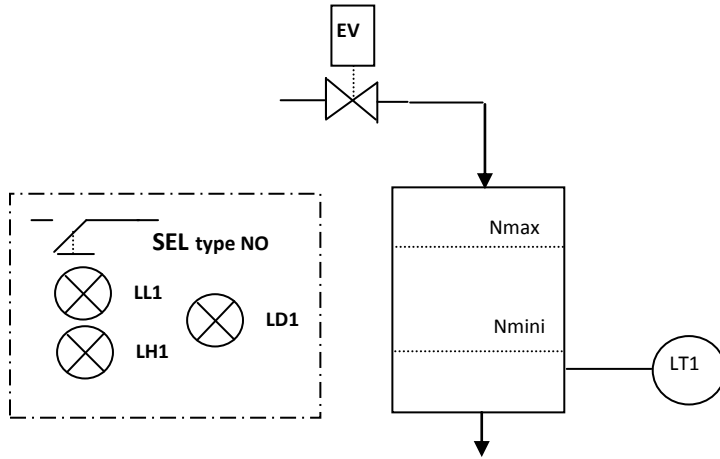 EV
Nmax
SEL type NO
LL1
LD1
Nmini
LH1
LT1